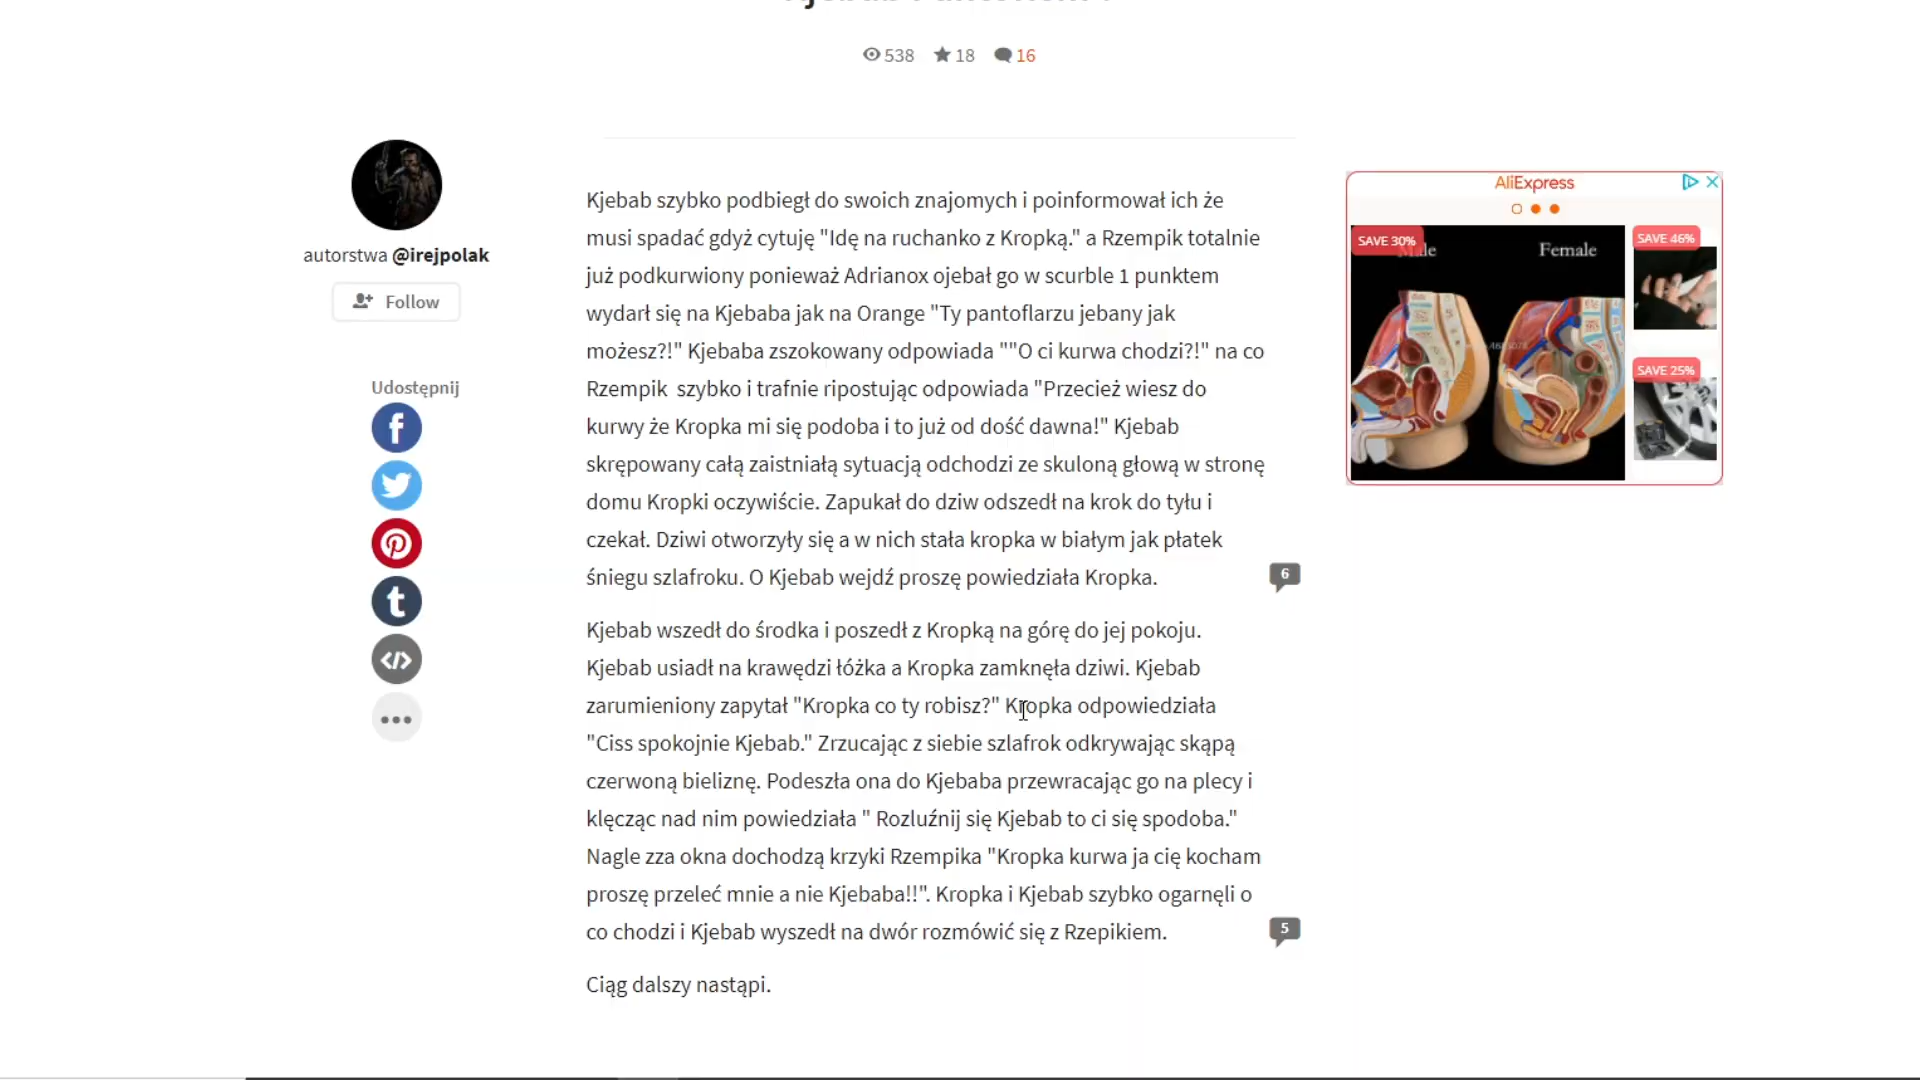 538 18 16
autorstwa @irejpolak
Follow
Udostępnij
Kjebab szybko podbiegł do swoich znajomych i poinformował ich że
musi spadać gdyż cytuję "Idę na ruchanko z Kropką." a Rzempik totalnie
już podkurwiony ponieważ Adrianox ojebał go w scurble 1 punktem
wydarł się na Kjebaba jak na Orange "Ty pantoflarzu jebany jak
możesz?!" Kjebaba zszokowany odpowiada ""O ci kurwa chodzi?!" na co
Rzempik  szybko i trafnie ripostując odpowiada "Przecież wiesz do
kurwy że Kropka mi się podoba i to już od dość dawna!" Kjebab
skrępowany całą zaistniałą sytuacją odchodzi ze skuloną głową w stronę
domu Kropki oczywiście. Zapukał do dziw odszedł na krok do tyłu i
czekał. Dziwi otworzyły się a w nich stała kropka w białym jak płatek
śniegu szlafroku. O Kjebab wejdź proszę powiedziała Kropka.
6
Kjebab wszedł do środka i poszedł z Kropką na górę do jej pokoju.
Kjebab usiadł na krawędzi łóżka a Kropka zamknęła dziwi. Kjebab
zarumieniony zapytał "Kropka co ty robisz?" Kropka odpowiedziała
"Ciss spokojnie Kjebab." Zrzucając z siebie szlafrok odkrywając skąpą
czerwoną bieliznę. Podeszła ona do Kjebaba przewracając go na plecy i
klęcząc nad nim powiedziała " Rozluźnij się Kjebab to ci się spodoba."
Nagle zza okna dochodzą krzyki Rzempika "Kropka kurwa ja cię kocham
proszę przeleć mnie a nie Kjebaba!!". Kropka i Kjebab szybko ogarnęli o
co chodzi i Kjebab wyszedł na dwór rozmówić się z Rzepikiem.
5
Ciąg dalszy nastąpi.
AliExpress
SAVE 30%
Female
SAVE 46%
SAVE 25%